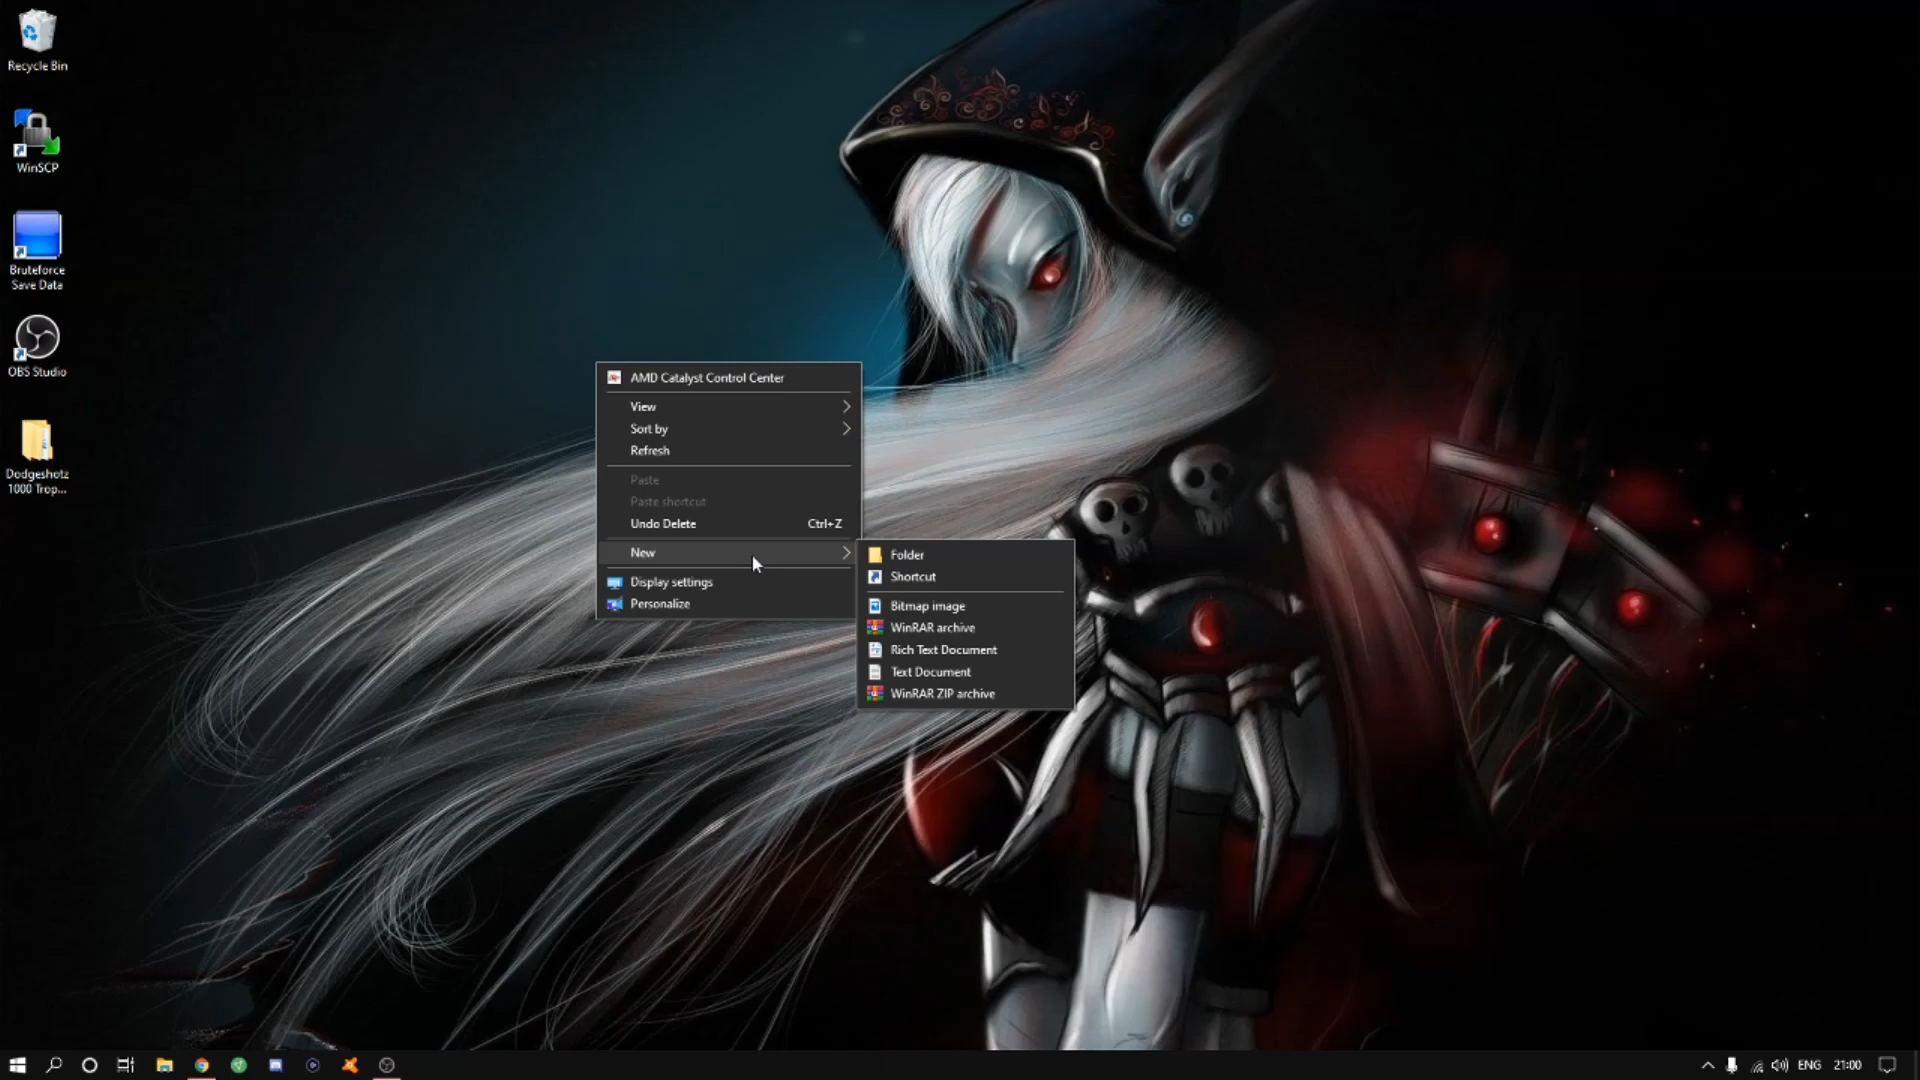 Recycle Bin
WinSCP
Bruteforce
Save Data
OBS Studio
Dodgeshotz
1000 Trop...
AMD Catalyst Control Center
View
Sort by
Refresh
Paste
Paste shortcut
Undo Delete Ctrl+Z
New
Display settings
Personalize
Folder
Shortcut
Bitmap image
WinRAR archive
Rich Text Document
Text Document
WinRAR ZIP archive
ENG 21:00